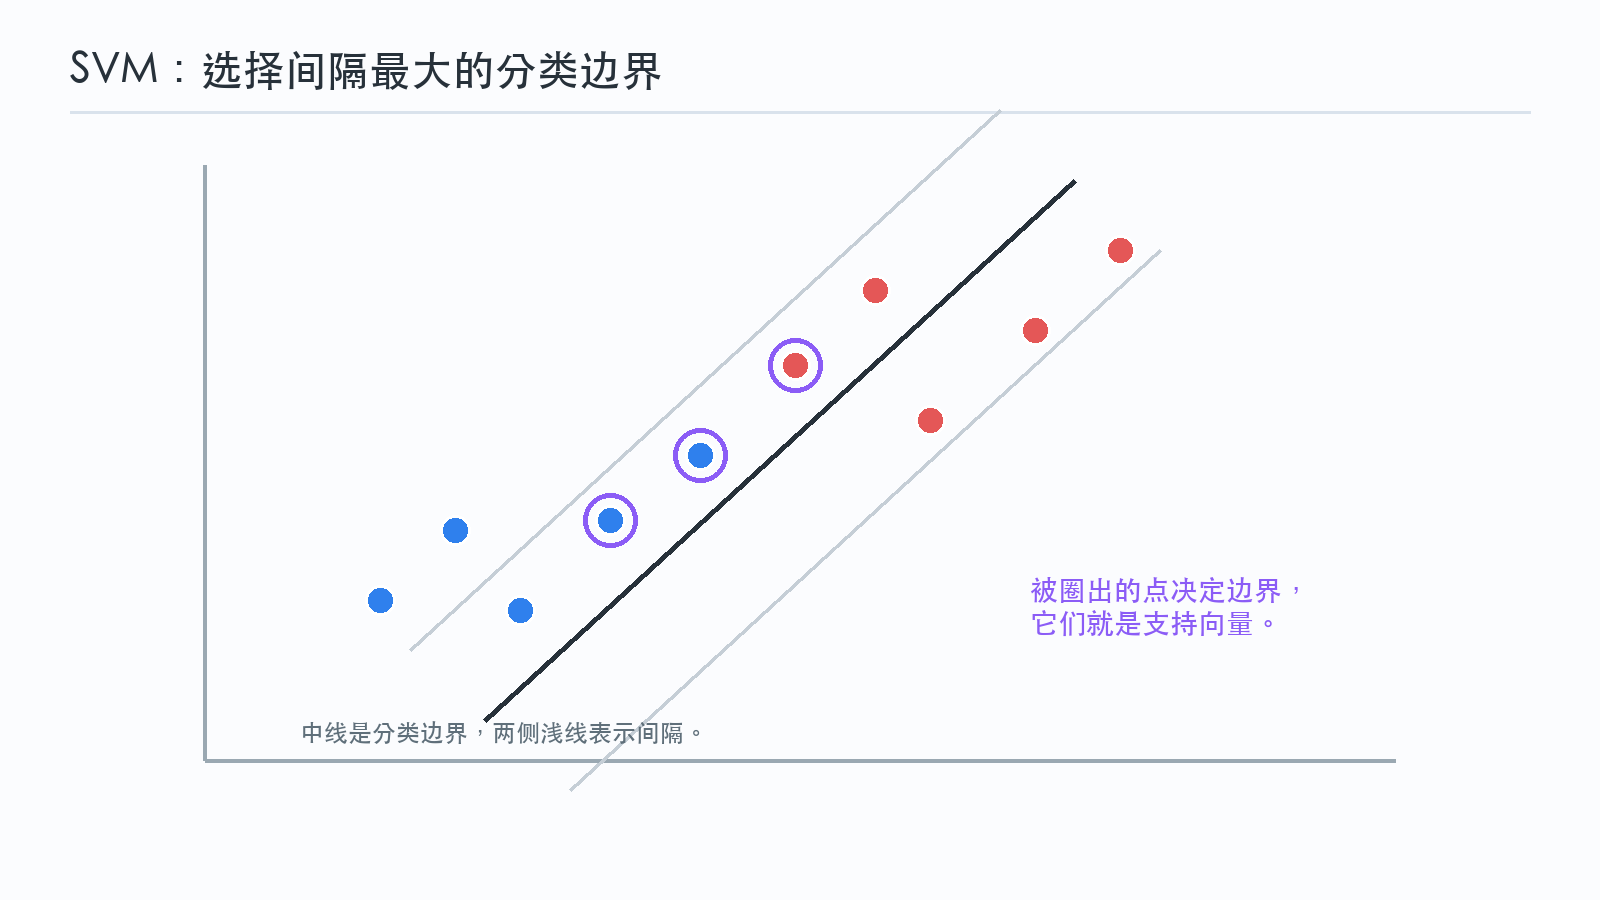 SVM：选择间隔最大的分类边界
被圈出的点决定边界，
它们就是支持向量。
中线是分类边界，两侧浅线表示间隔。